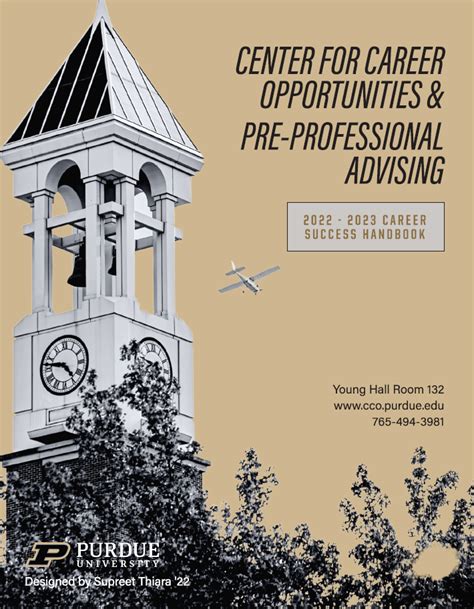 CENTER FOR CAREER
OPPORTUNITIES &
PRE-PROFESSIONAL
ADVISING
2022 - 2023 CAREER
SUCCESS HANDBOOK
Young Hall Room 132
www.cco.purdue.edu
765-494-3981
P PURDUE
UNIVERSITY
Designed by Supreet Thiara '22